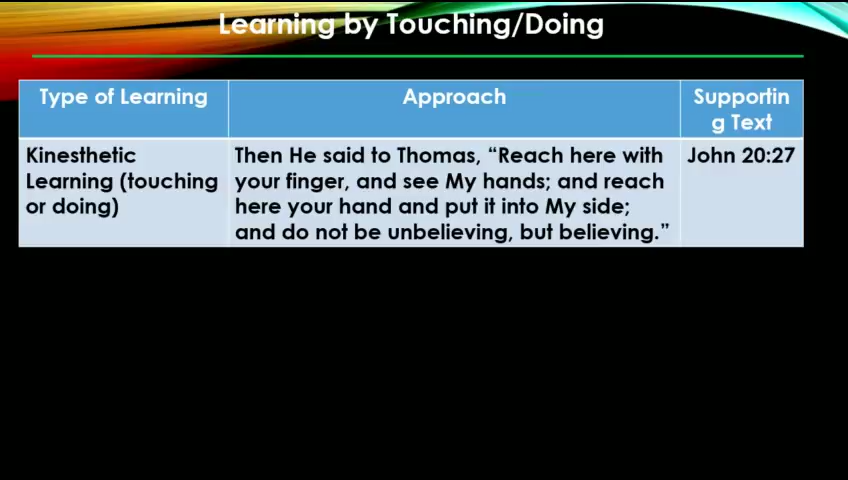 Learning by Touching/Doing
Type of Learning
Approach
Supportin
g Text
Kinesthetic
Learning (touching
or doing)
Then He said to Thomas, “Reach here with
your finger, and see My hands; and reach
here your hand and put it into My side;
and do not be unbelieving, but believing.”
John 20:27